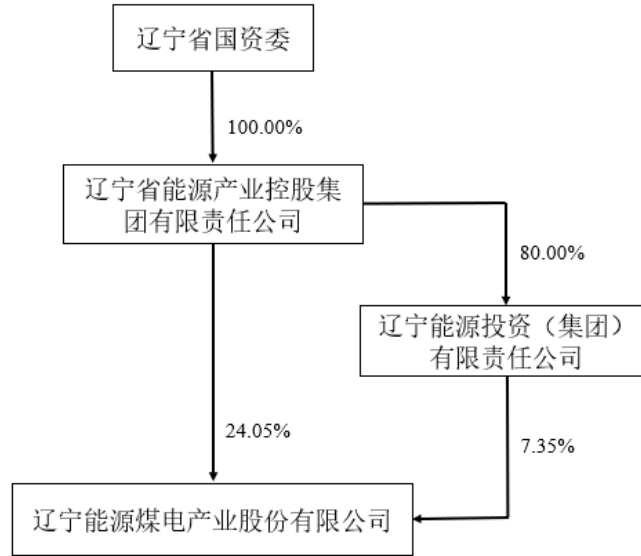 辽宁省国资委
100.00%
辽宁省能源产业控股集
团有限责任公司
80.00%
辽宁能源投资（集团）
有限责任公司
24.05%
7.35%
辽宁能源煤电产业股份有限公司